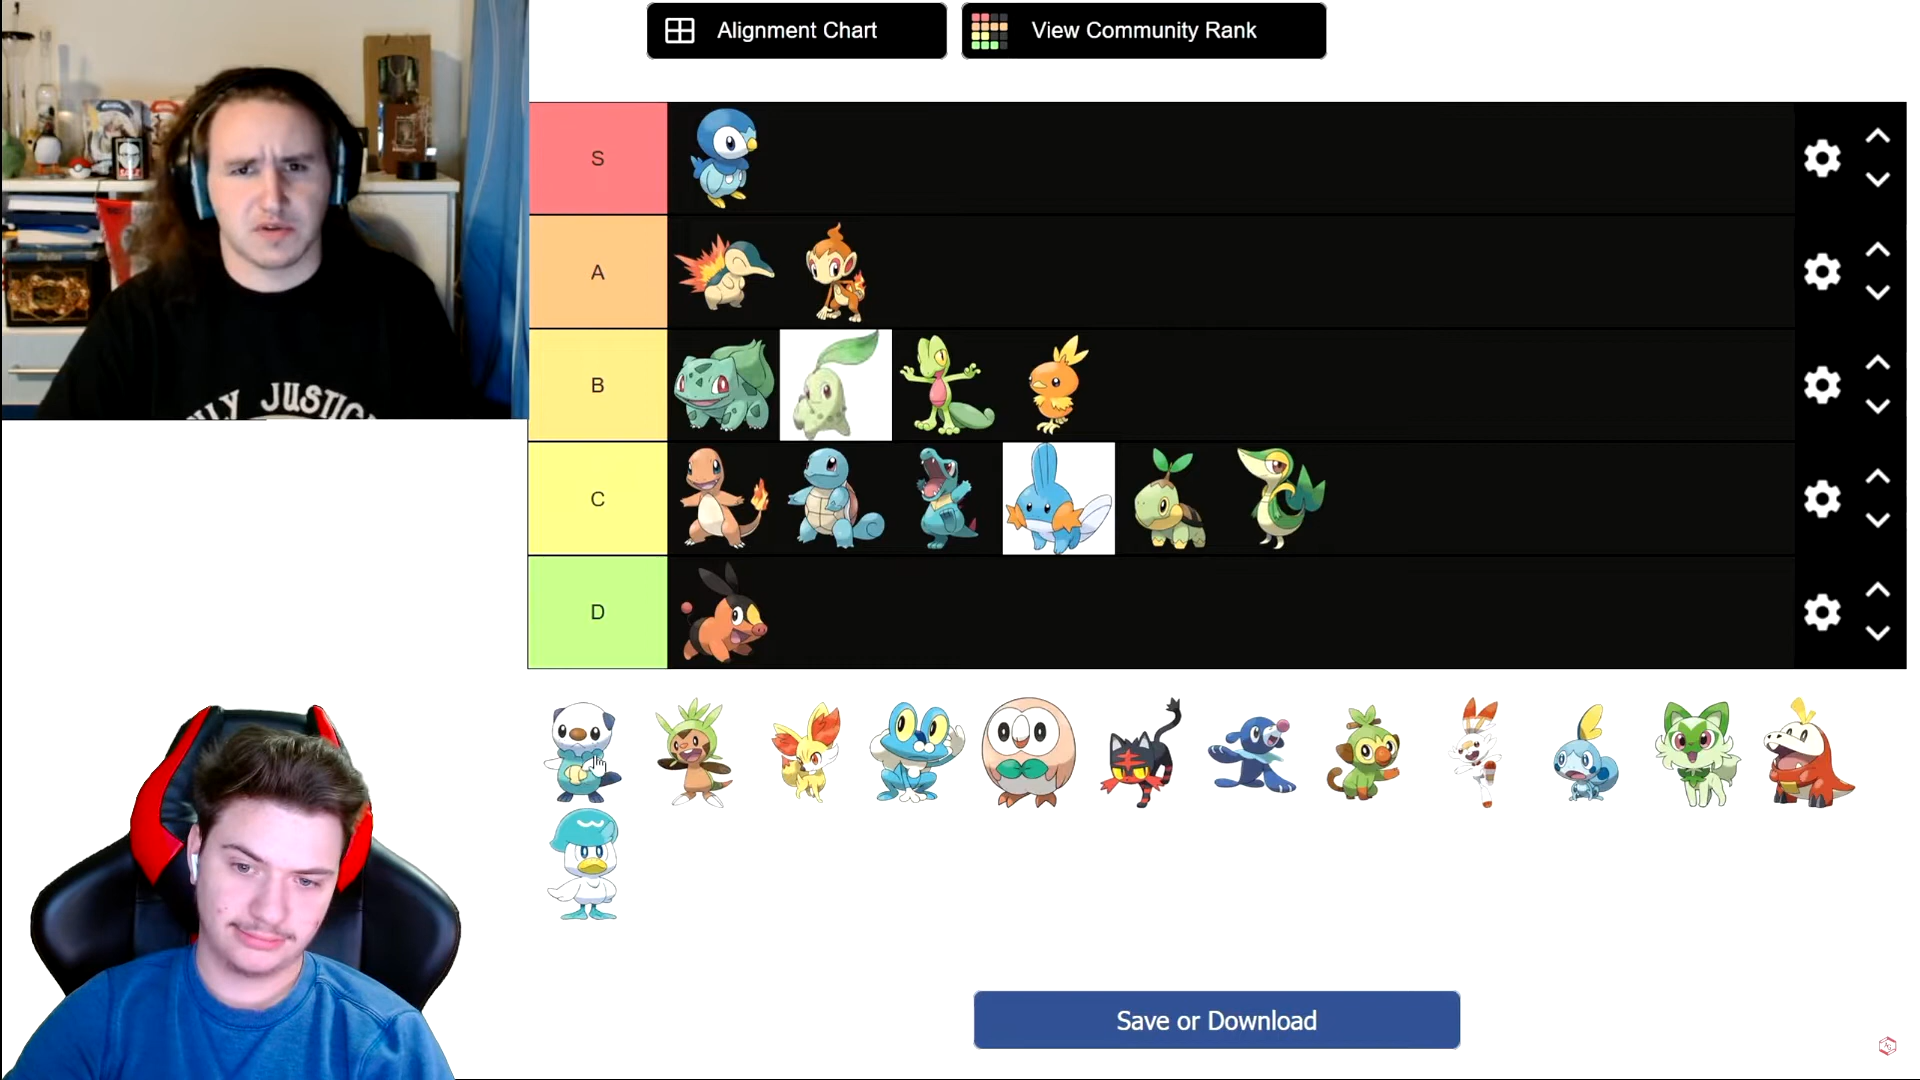 Alignment Chart
View Community Rank
S
A
B
C
D
JUSTIC
Save or Download